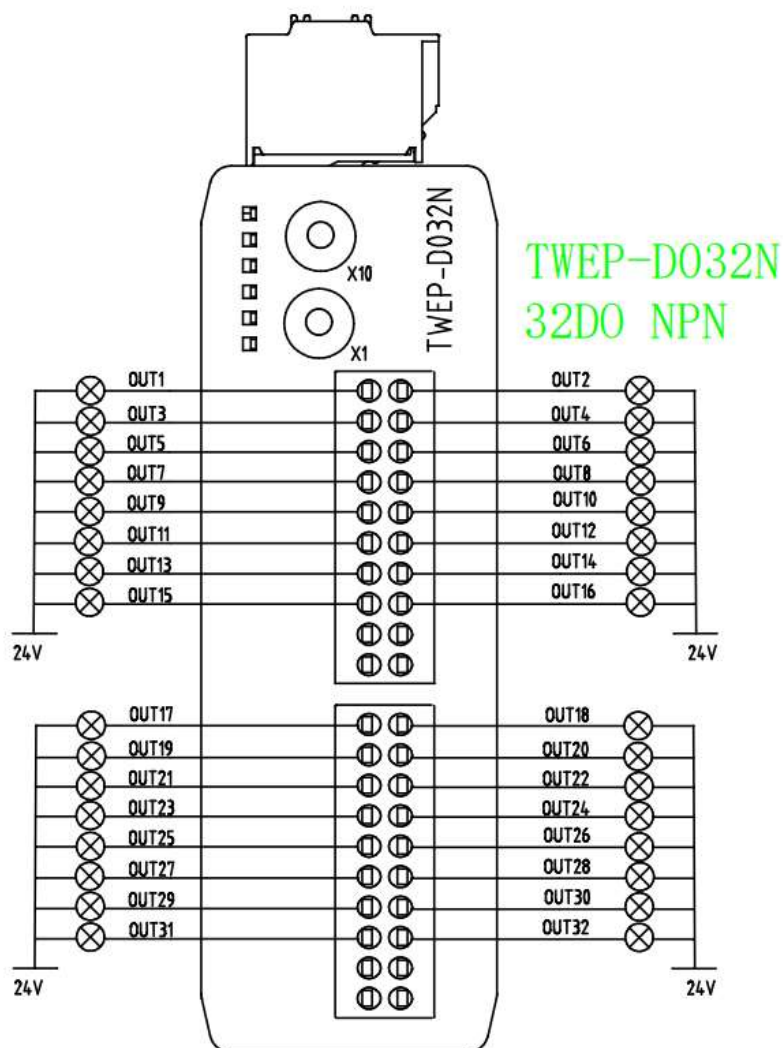 TWEP-D032N
X10
X1
TWEP-DO32N
32DO NPN
OUT1 OUT2
OUT3 OUT4
OUT5 OUT6
OUT7 OUT8
OUT9 OUT10
OUT11 OUT12
OUT13 OUT14
OUT15 OUT16
24V 24V
OUT17 OUT18
OUT19 OUT20
OUT21 OUT22
OUT23 OUT24
OUT25 OUT26
OUT27 OUT28
OUT29 OUT30
OUT31 OUT32
24V 24V